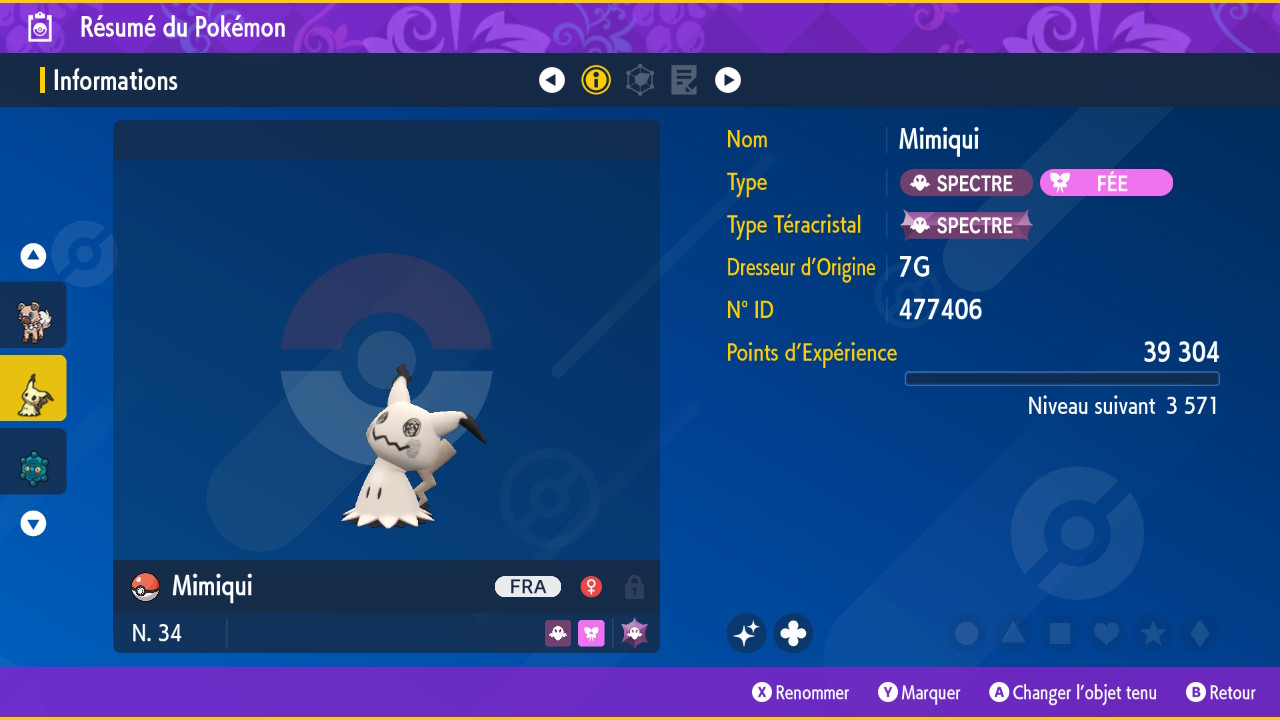 Résumé du Pokémon
Informations
Nom Mimiqui
Type SPECTRE FÉE
Type Téracristal SPECTRE
Dresseur d'Origine 7G
N° ID 477406
Points d'Expérience 39 304
Niveau suivant 3 571
Mimiqui FRA
N. 34
X Renommer Y Marquer A Changer l'objet tenu B Retour